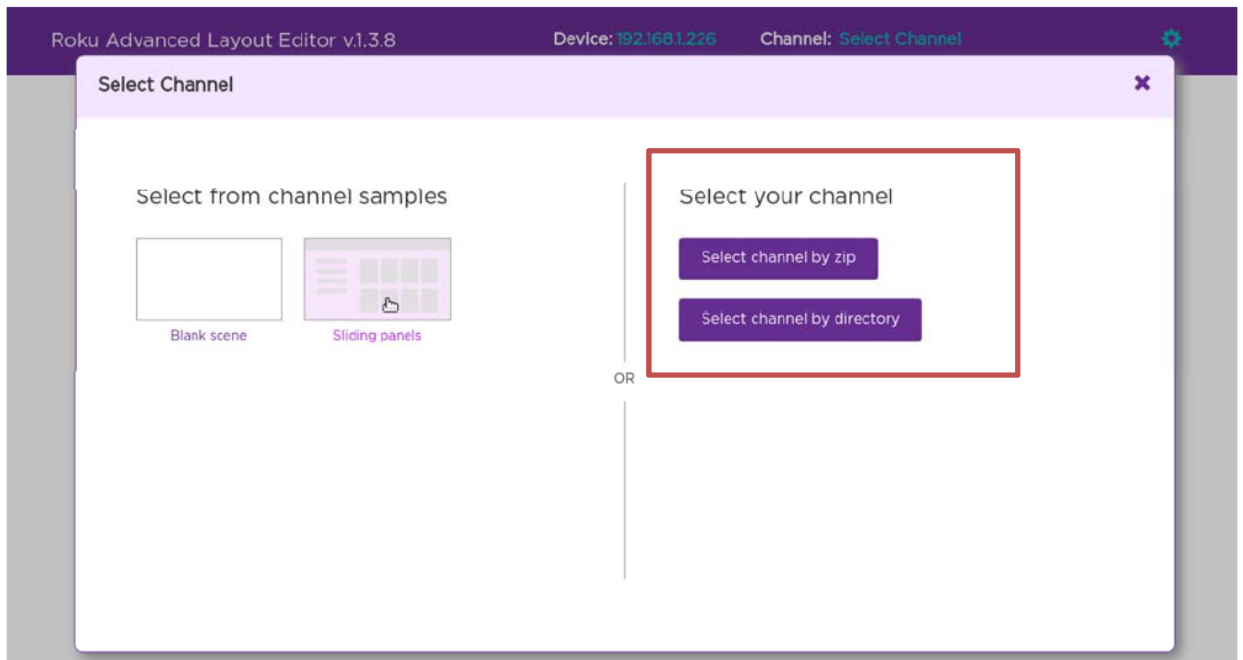 Roku Advanced Layout Editor v.1.3.8 Device: 192.168.1.226 Channel: Select Channel
Select Channel
Select from channel samples
Blank scene Sliding panels
OR
Select your channel
Select channel by zip
Select channel by directory